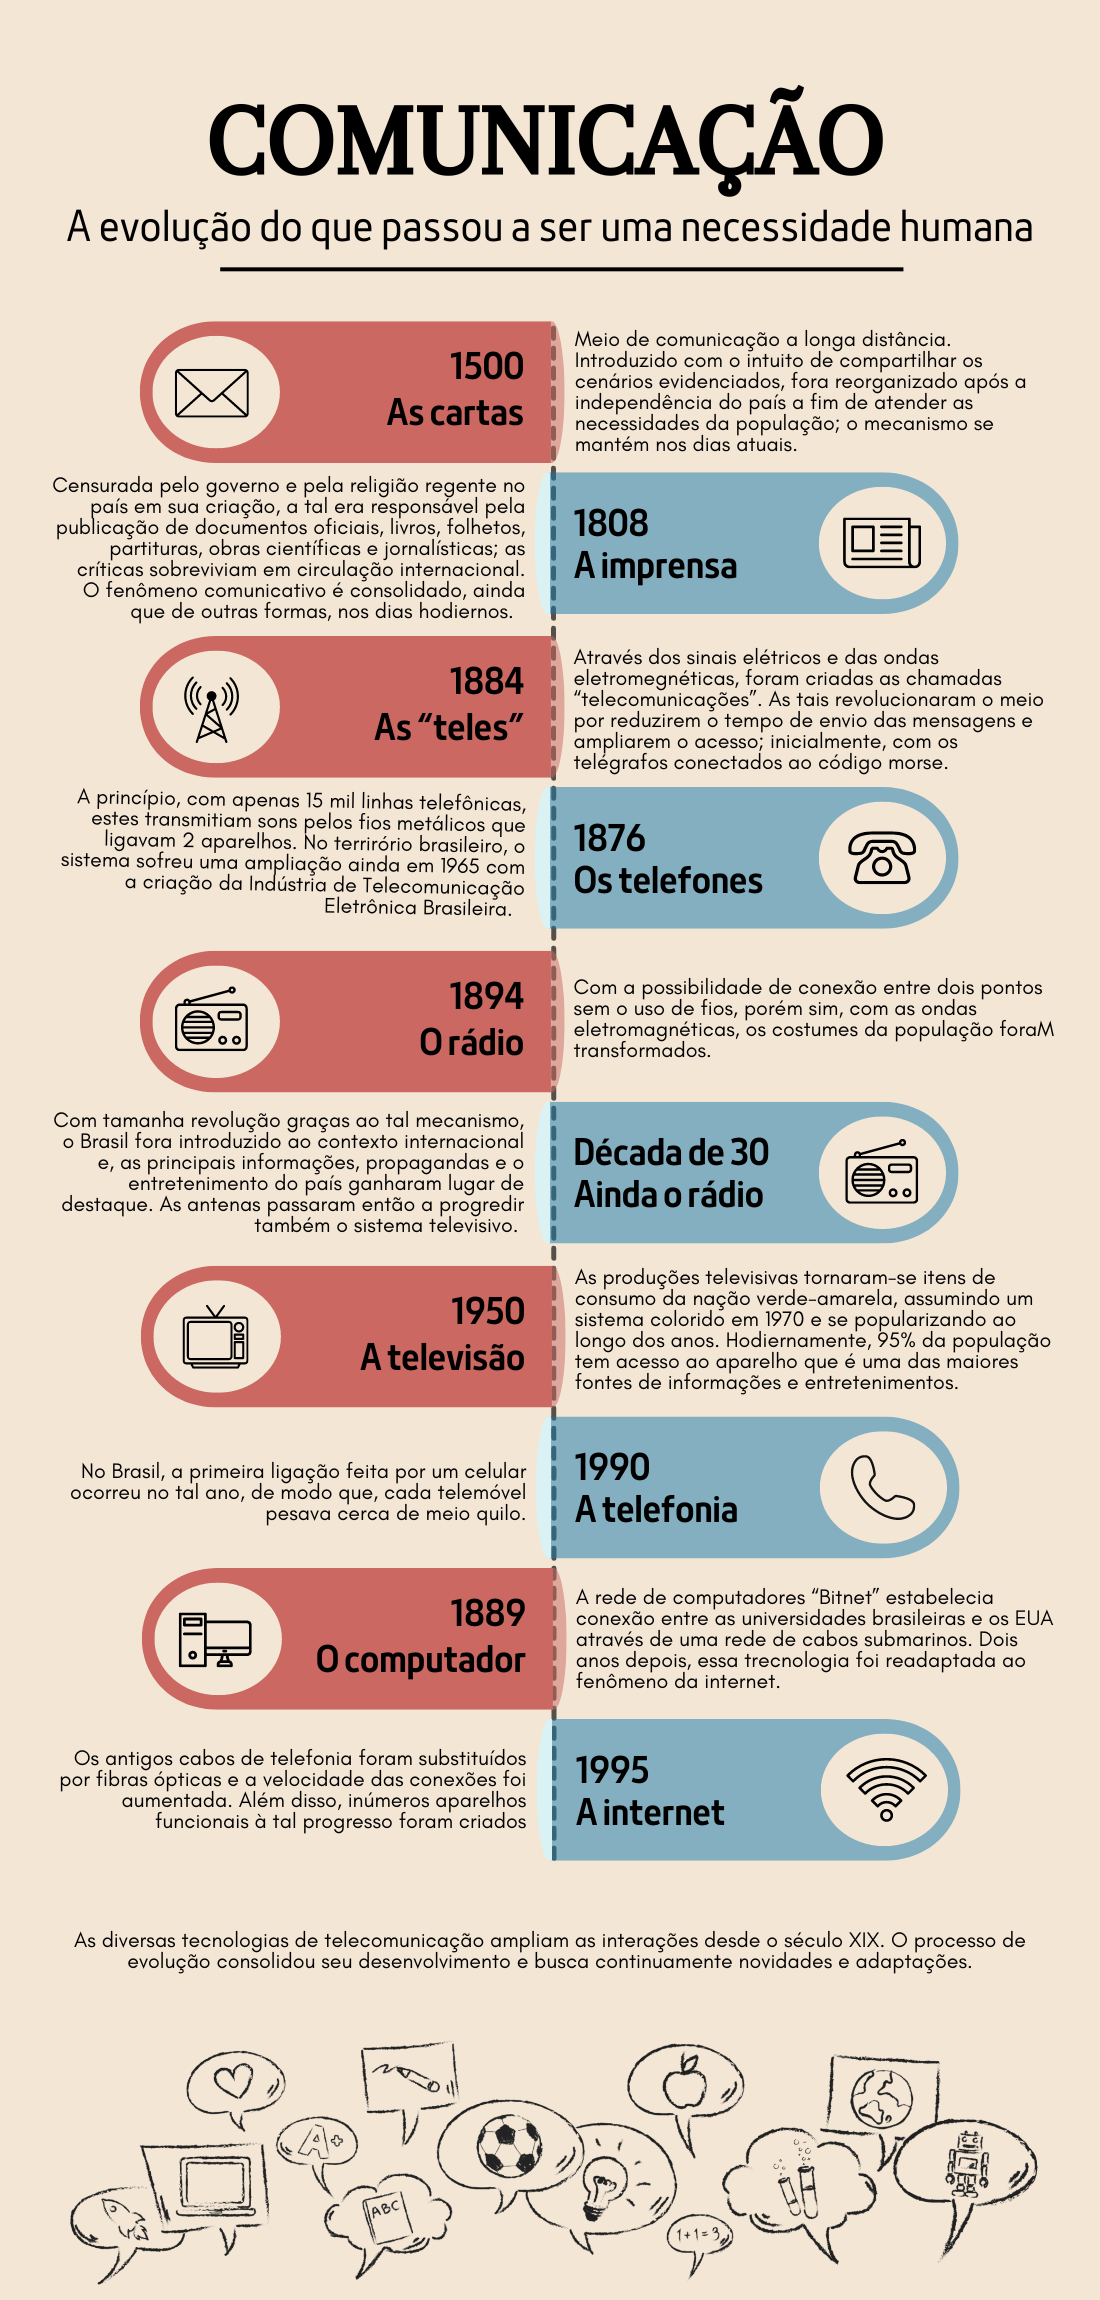 COMUNICAÇÃO
A evolução do que passou a ser uma necessidade humana
1500
As cartas
Meio de comunicação a longa distância.
Introduzido com o intuito de compartilhar os
cenários evidenciados, fora reorganizado após a
independência do país a fim de atender as
necessidades da população; o mecanismo se
mantém nos dias atuais.
Censurada pelo governo e pela religião regente no
país em sua criação, a tal era responsável pela
publicação de documentos oficiais, livros, folhetos,
partituras, obras científicas e jornalísticas; as
críticas sobreviviam em circulação internacional.
O fenômeno comunicativo é consolidado, ainda
que de outras formas, nos dias hodiernos.
1808
A imprensa
1884
As “teles”
Através dos sinais elétricos e das ondas
eletromegnéticas, foram criadas as chamadas
“telecomunicações”. As tais revolucionaram o meio
por reduzirem o tempo de envio das mensagens e
ampliarem o acesso; inicialmente, com os
telégrafos conectados ao código morse.
A princípio, com apenas 15 mil linhas telefônicas,
estes transmitiam sons pelos fios metálicos que
ligavam 2 aparelhos. No terrirório brasileiro, o
sistema sofreu uma ampliação ainda em 1965 com
a criação da Indústria de Telecomunicação
Eletrônica Brasileira.
1876
Os telefones
1894
O rádio
Com a possibilidade de conexão entre dois pontos
sem o uso de fios, porém sim, com as ondas
eletromagnéticas, os costumes da população foraM
transformados.
Com tamanha revolução graças ao tal mecanismo,
o Brasil fora introduzido ao contexto internacional
e, as principais informações, propagandas e o
entretenimento do país ganharam lugar de
destaque. As antenas passaram então a progredir
também o sistema televisivo.
Década de 30
Ainda o rádio
1950
A televisão
As produções televisivas tornaram-se itens de
consumo da nação verde-amarela, assumindo um
sistema colorido em 1970 e se popularizando ao
longo dos anos. Hodiernamente, 95% da população
tem acesso ao aparelho que é uma das maiores
fontes de informações e entretenimentos.
No Brasil, a primeira ligação feita por um celular
ocorreu no tal ano, de modo que, cada telemóvel
pesava cerca de meio quilo.
1990
A telefonia
1889
O computador
A rede de computadores “Bitnet” estabelecia
conexão entre as universidades brasileiras e os EUA
através de uma rede de cabos submarinos. Dois
anos depois, essa trecnologia foi readaptada ao
fenômeno da internet.
Os antigos cabos de telefonia foram substituídos
por fibras ópticas e a velocidade das conexões foi
aumentada. Além disso, inúmeros aparelhos
funcionais à tal progresso foram criados
1995
A internet
As diversas tecnologias de telecomunicação ampliam as interações desde o século XIX. O processo de
evolução consolidou seu desenvolvimento e busca continuamente novidades e adaptações.
A+
ABC
1+1=3